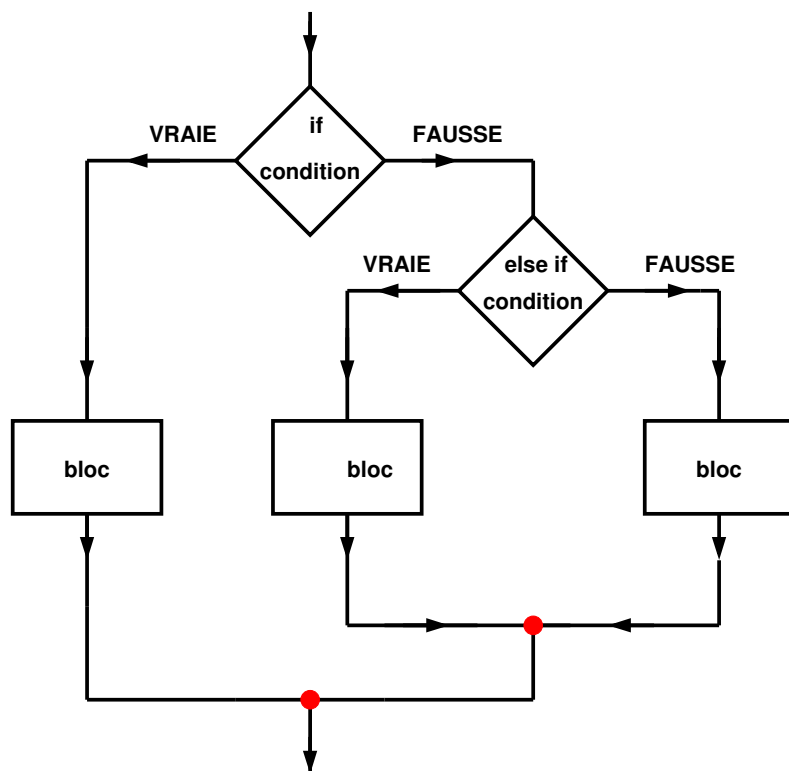 if
VRAIE
FAUSSE
condition
VRAIE
else if
FAUSSE
condition
bloc
bloc
bloc